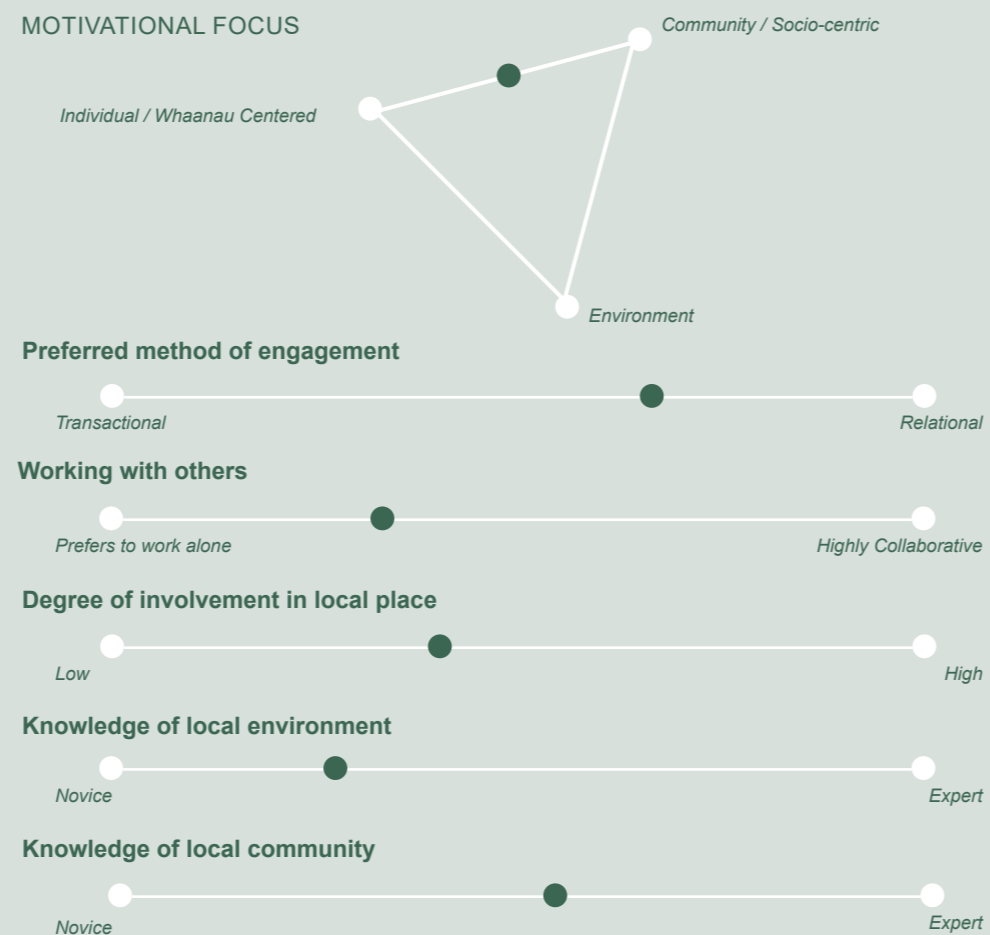 MOTIVATIONAL FOCUS
Community / Socio-centric
Individual / Whaanau Centered
Environment
Preferred method of engagement
Transactional
Relational
Working with others
Prefers to work alone
Highly Collaborative
Degree of involvement in local place
Low
High
Knowledge of local environment
Novice
Expert
Knowledge of local community
Novice
Expert